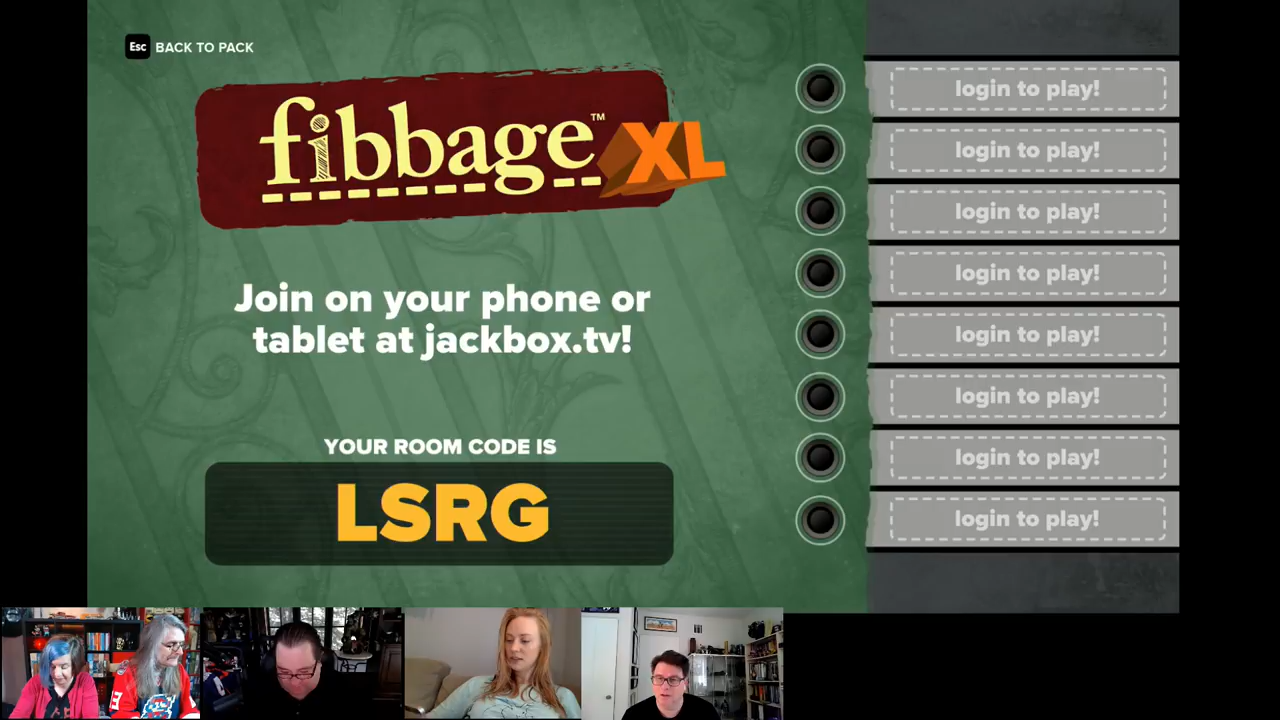 Esc BACK TO PACK
fibbage™ XL
Join on your phone or
tablet at jackbox.tv!
YOUR ROOM CODE IS
LSRG
login to play!
login to play!
login to play!
login to play!
login to play!
login to play!
login to play!
login to play!